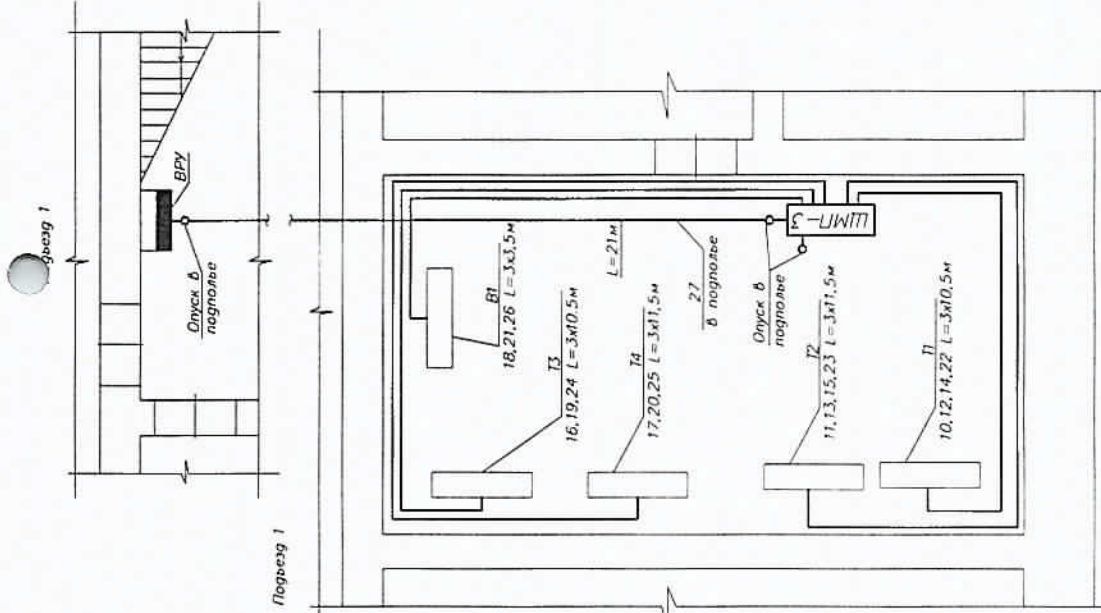 Подъезд 1
ВРУ
Опуск в
подполье
Подъезд 1
В1
18,21,26 L=3х3,5м
Т3
16,19,24 L=3х10,5м
Т4
17,20,25 L=3х11,5м
L=21м
27
в подполье
Опуск в
подполье
ЩМП-3
Т2
11,13,15,23 L=3х11,5м
Т1
10,12,14,22 L=3х10,5м